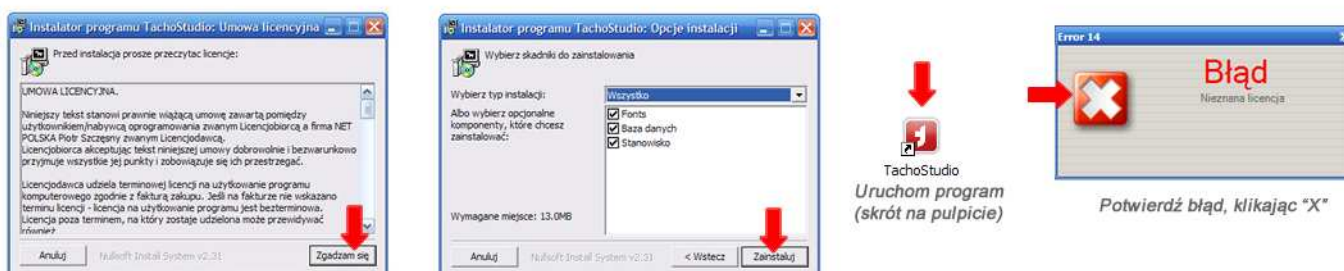 Instalator programu TachoStudio: Umowa licencyjna
Przed instalacja prosze przeczytac licencje:
UMOWA LICENCYJNA.
Niniejszy tekst stanowi prawnie wiążącą umowę zawartą pomiędzy
użytkownikiem/nabywcą oprogramowania zwanym Licencjobiorcą a firma NET
POLSKA Piotr Szczęsny zwanym Licencjodawcą.
Licencjobiorca akceptując tekst niniejszej umowy dobrowolnie i bezwarunkowo
przyjmuje wszystkie jej punkty i zobowiązuje się ich przestrzegać.
Licencjodawca udziela terminowej licencji na użytkowanie programu
komputerowego zgodnie z fakturą zakupu. Jeśli na fakturze nie wskazano
terminu licencji - licencja na użytkowanie programu jest bezterminowa.
Licencja poza terminem, na który zostaje udzielona może przewidywać
również
Anuluj
Nullsoft Install System v2.31
Zgadzam się
Instalator programu TachoStudio: Opcje instalacji
Wybierz skadniki do zainstalowania
Wybierz typ instalacji:
Wszystko
Albo wybierz opcjonalne
komponenty, które chcesz
zainstalować:
Fonts
Baza danych
Stanowisko
Wymagane miejsce: 13.0MB
Anuluj
Nullsoft Install System v2.31
< Wstecz
Zainstaluj
TachoStudio
Uruchom program
(skrót na pulpicie)
Error 14
X
Błąd
Nieznana licencja
Potwierdź błąd, klikając "X"